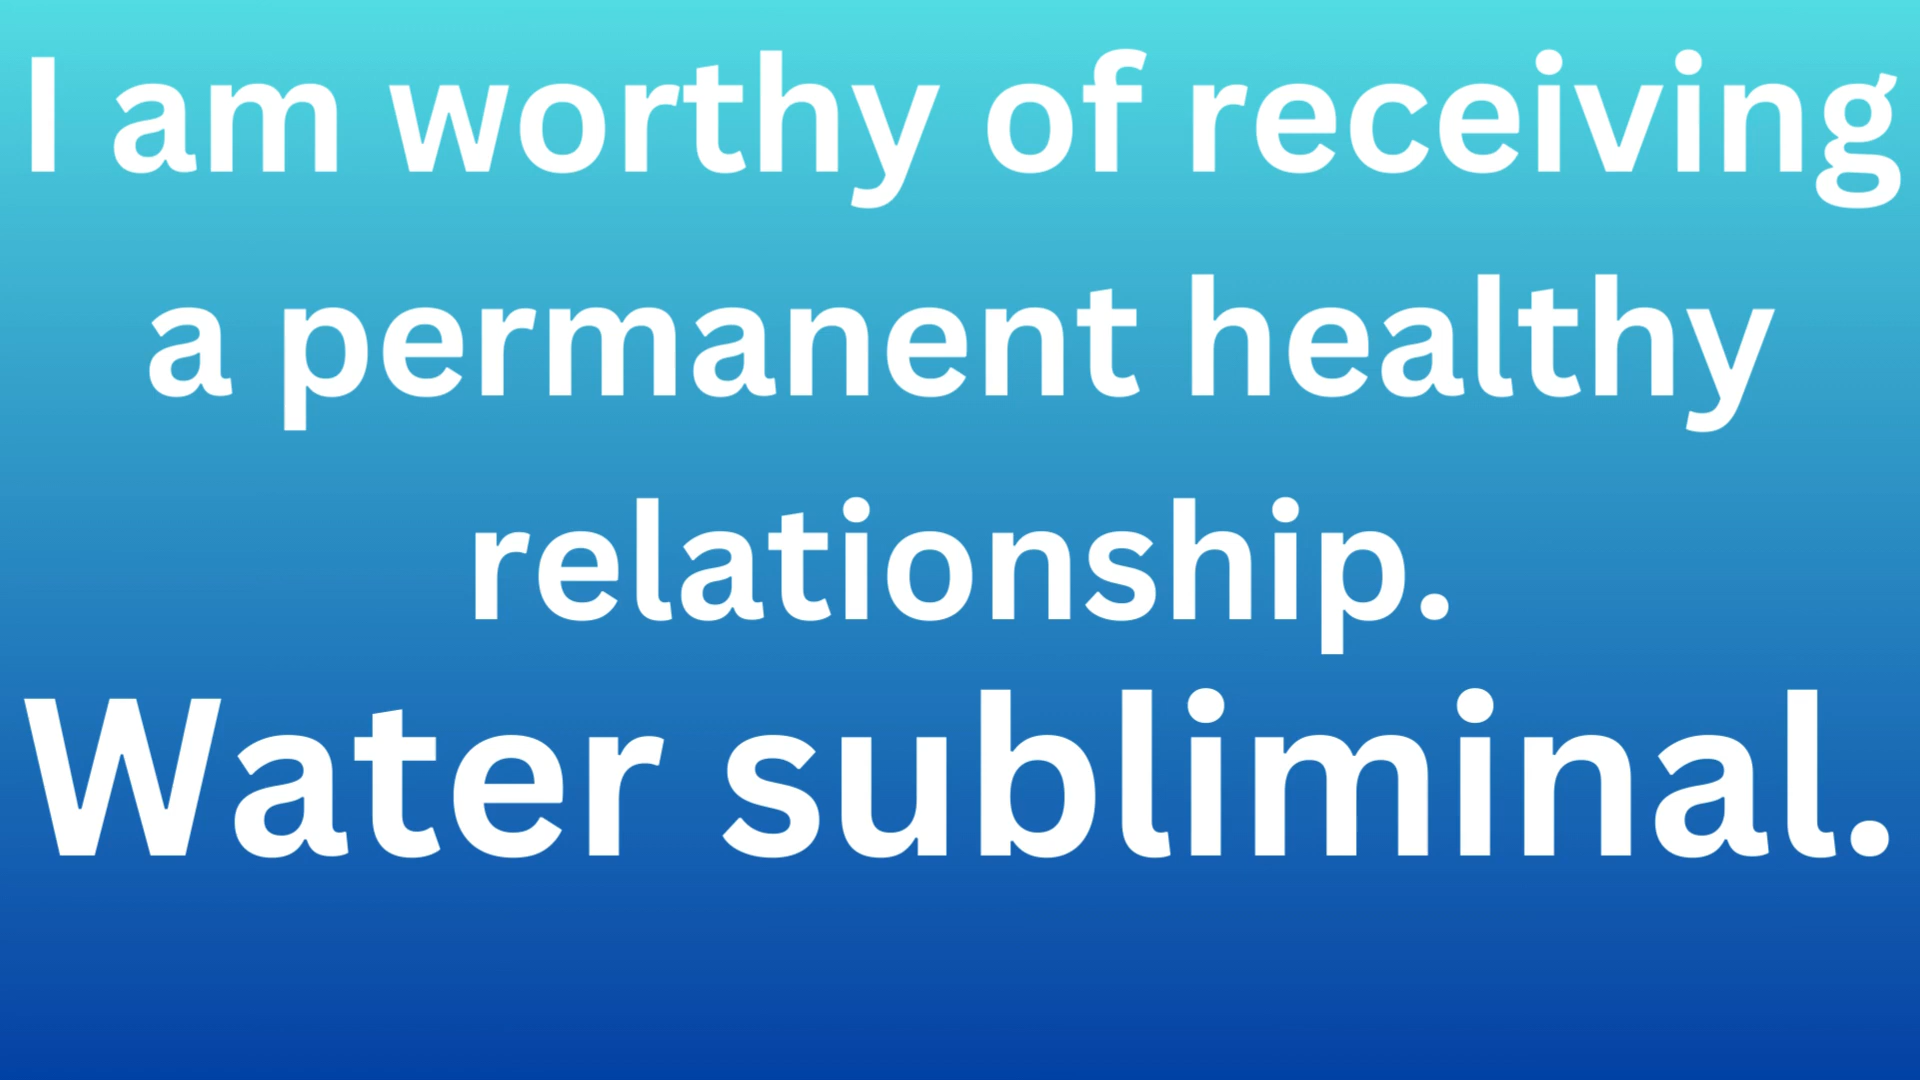 I am worthy of receiving
a permanent healthy
relationship.
Water subliminal.